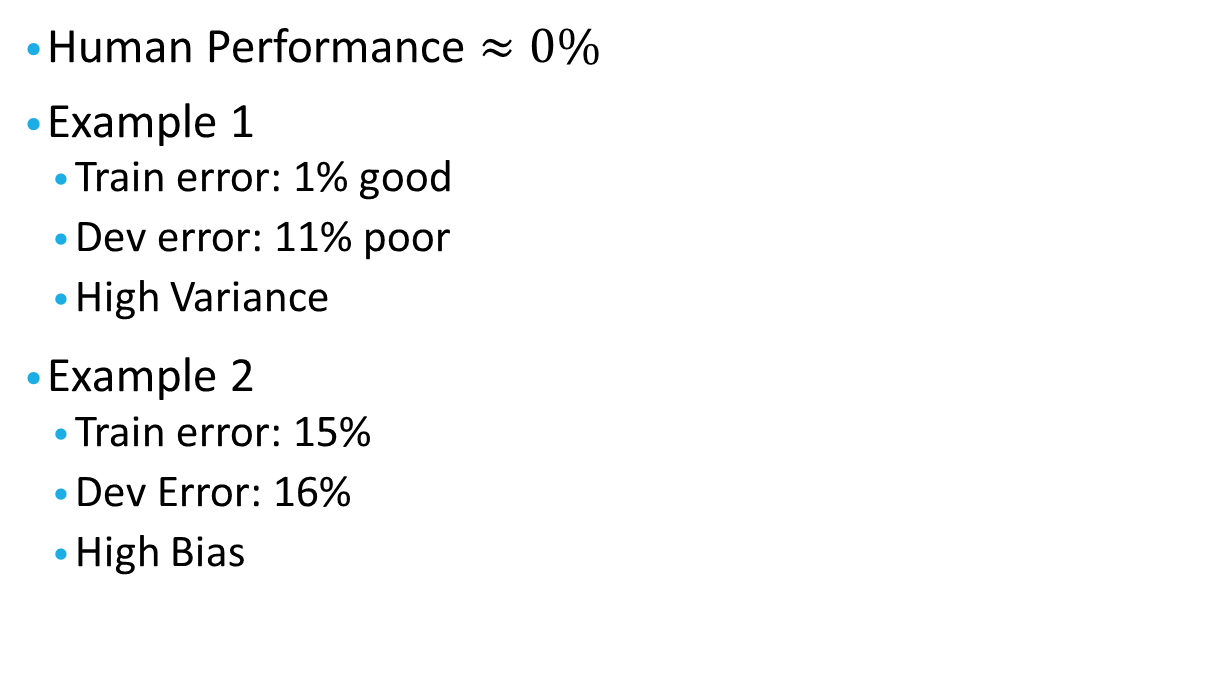 •Human Performance ≈ 0%
•Example 1
•Train error: 1% good
•Dev error: 11% poor
•High Variance
•Example 2
•Train error: 15%
•Dev Error: 16%
•High Bias